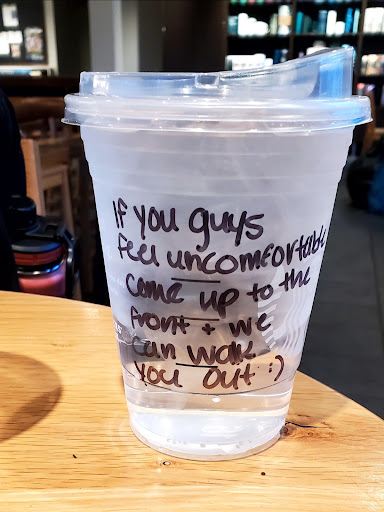 if you guys
feel uncomfortable
come up to the
front + we
can walk
you out :)